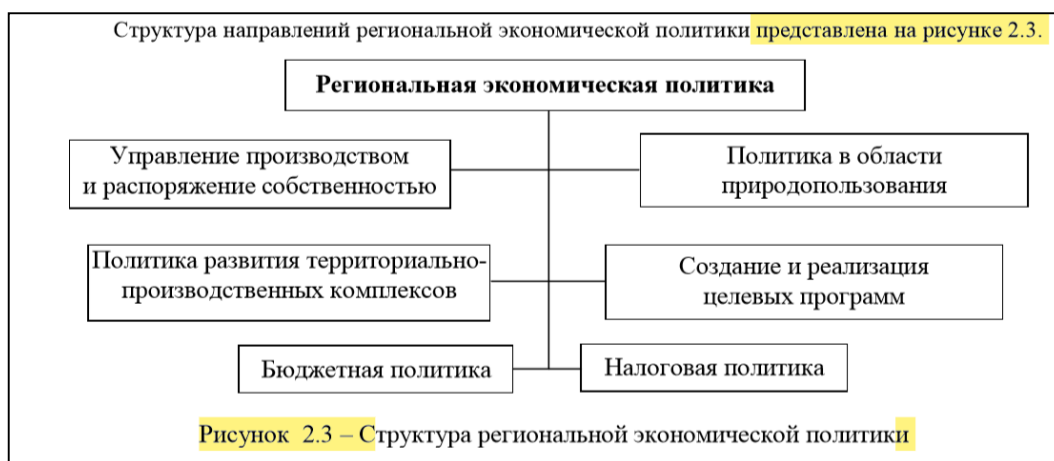 Структура направлений региональной экономической политики представлена на рисунке 2.3.
Региональная экономическая политика
Управление производством
и распоряжение собственностью
Политика в области
природопользования
Политика развития территориально-
производственных комплексов
Создание и реализация
целевых программ
Бюджетная политика
Налоговая политика
Рисунок 2.3 – Структура региональной экономической политики